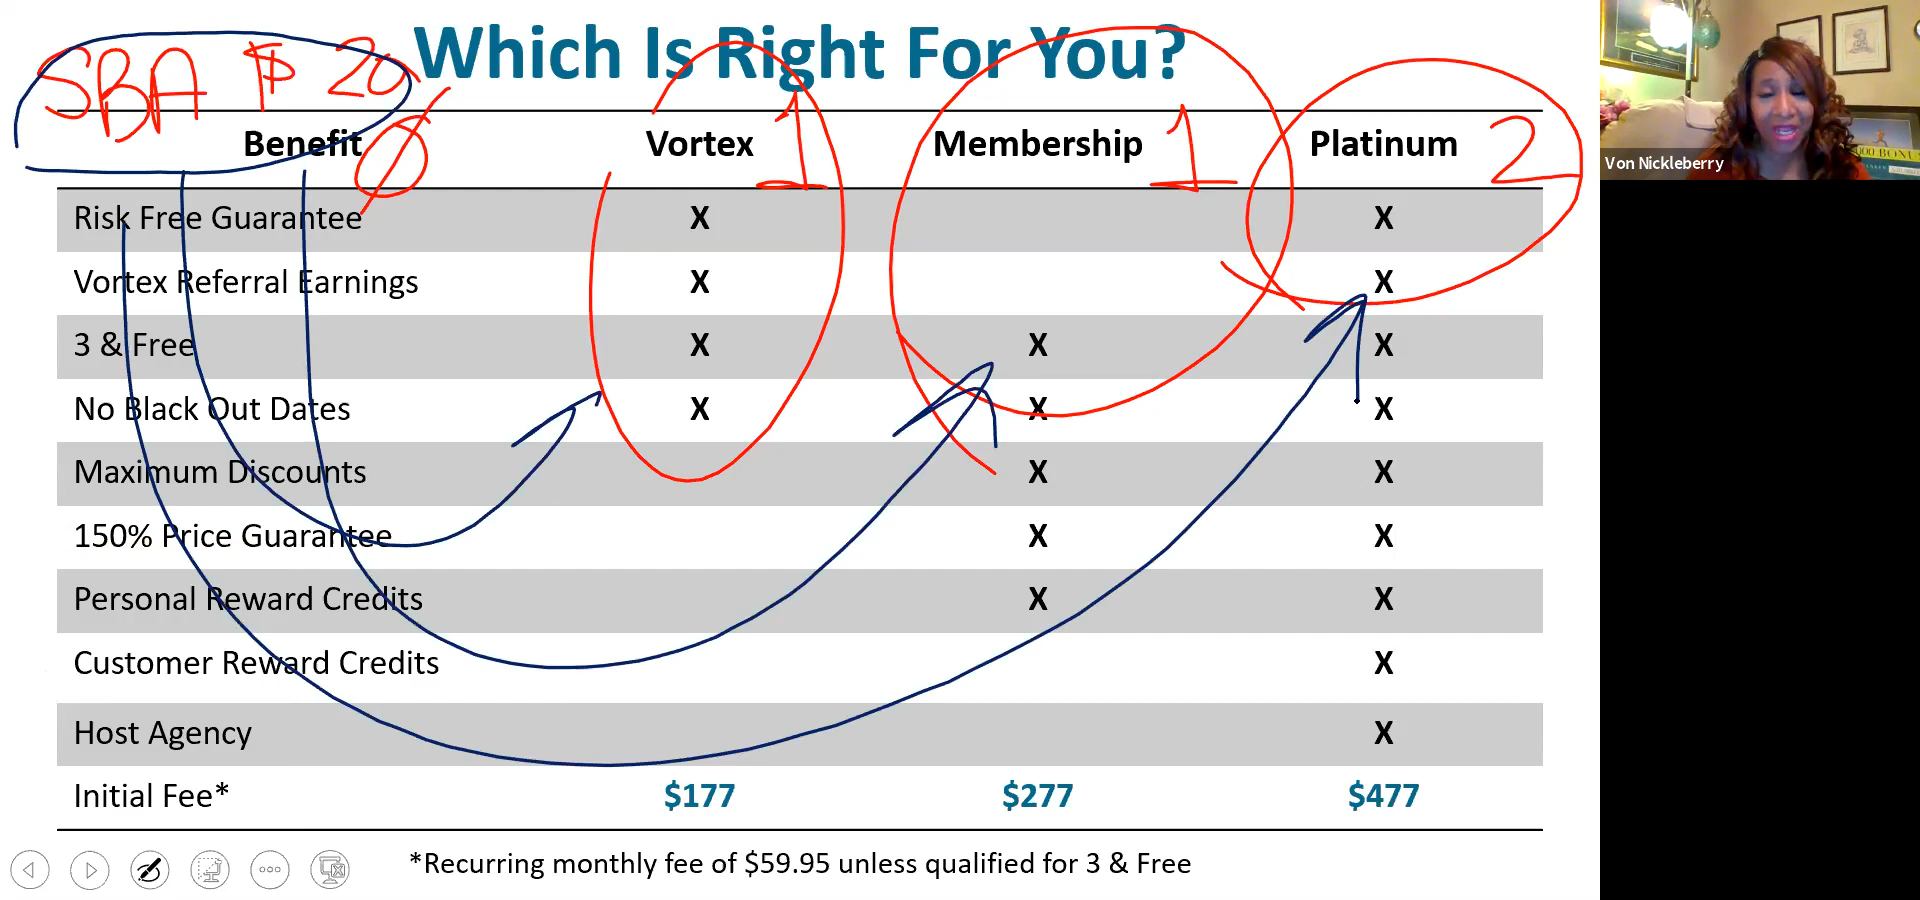 Which Is Right For You?
SBA $ 20
Benefit Vortex Membership Platinum
0 1 1 2
Risk Free Guarantee X X
Vortex Referral Earnings X X
3 & Free X X X
No Black Out Dates X X X
Maximum Discounts X X
150% Price Guarantee X X
Personal Reward Credits X X
Customer Reward Credits X
Host Agency X
Initial Fee* $177 $277 $477
*Recurring monthly fee of $59.95 unless qualified for 3 & Free
Von Nickleberry